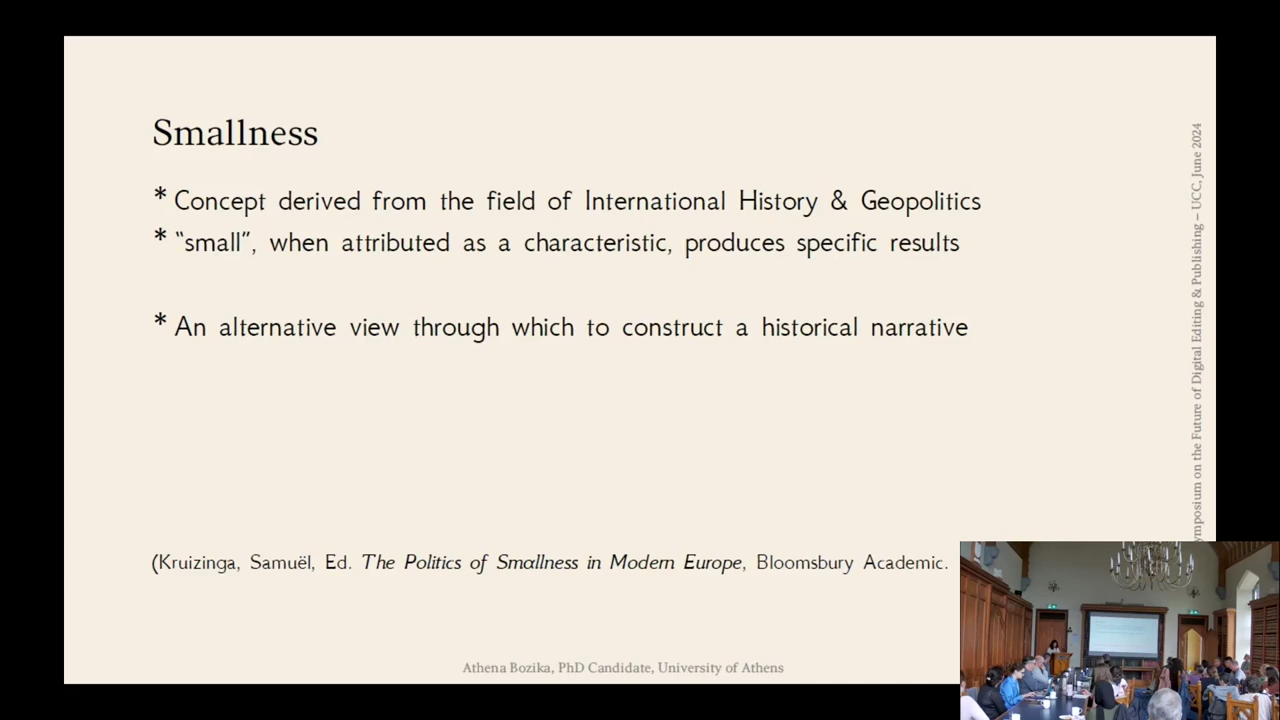 Smallness
* Concept derived from the field of International History & Geopolitics
* “small”, when attributed as a characteristic, produces specific results
* An alternative view through which to construct a historical narrative
(Kruizinga, Samuël, Ed. The Politics of Smallness in Modern Europe, Bloomsbury Academic.
Athena Bozika, PhD Candidate, University of Athens
on the Future of Digital Editing & Publishing – UCC, June 2024